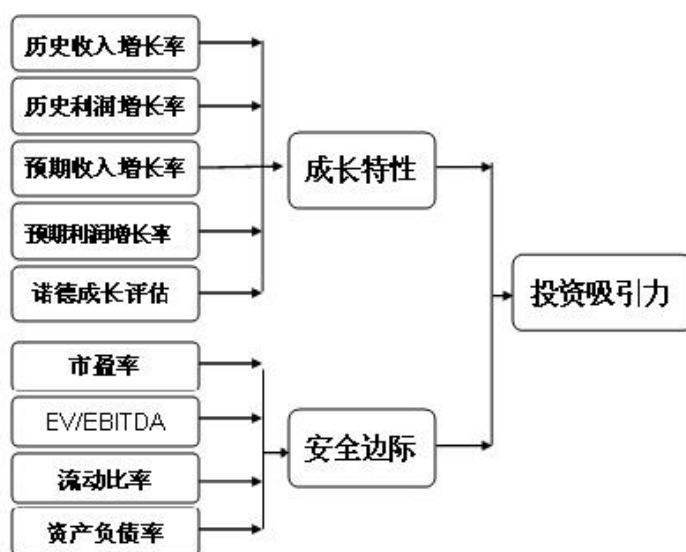 历史收入增长率
历史利润增长率
预期收入增长率
成长特性
预期利润增长率
诺德成长评估
投资吸引力
市盈率
EV/EBITDA
安全边际
流动比率
资产负债率